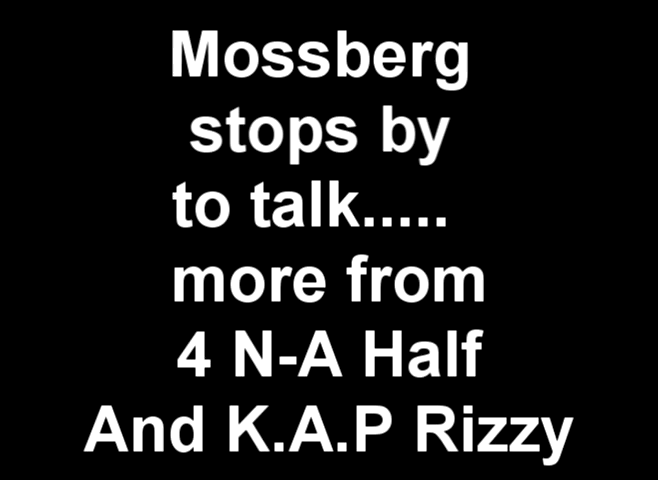 Mossberg
stops by
to talk.....
more from
4 N-A Half
And K.A.P Rizzy